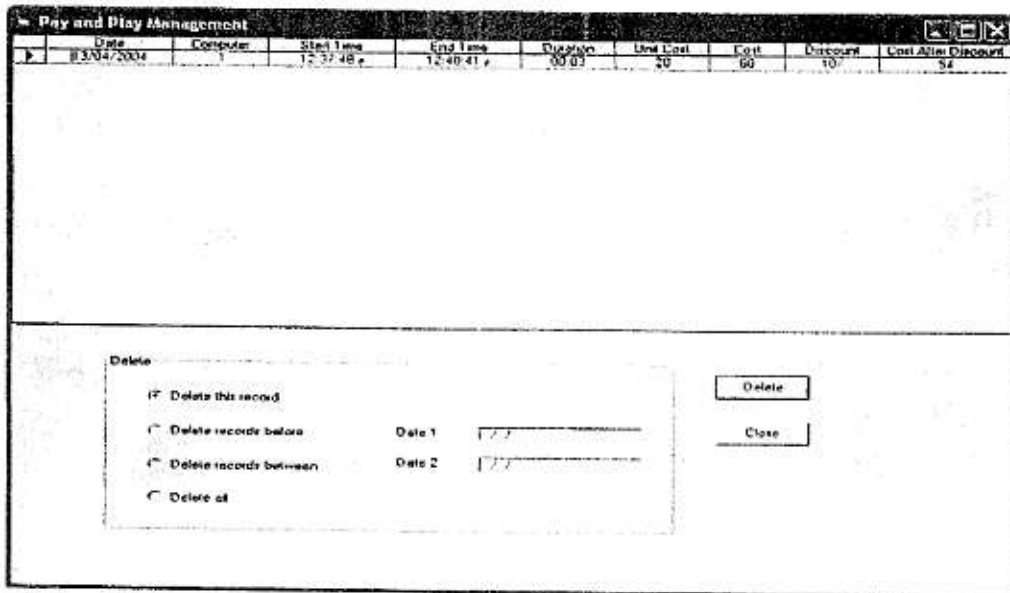 Pay and Play Management
Date Computer Start Time End Time Duration Unit Cost Cost Discount Cost After Discount
03/04/2004 1 12:37:48 م 12:40:41 م 00:03 20 60 54
Delete
Delete this record
Delete records before Date 1 / /
Delete records between Date 2 / /
Delete all
Delete
Close